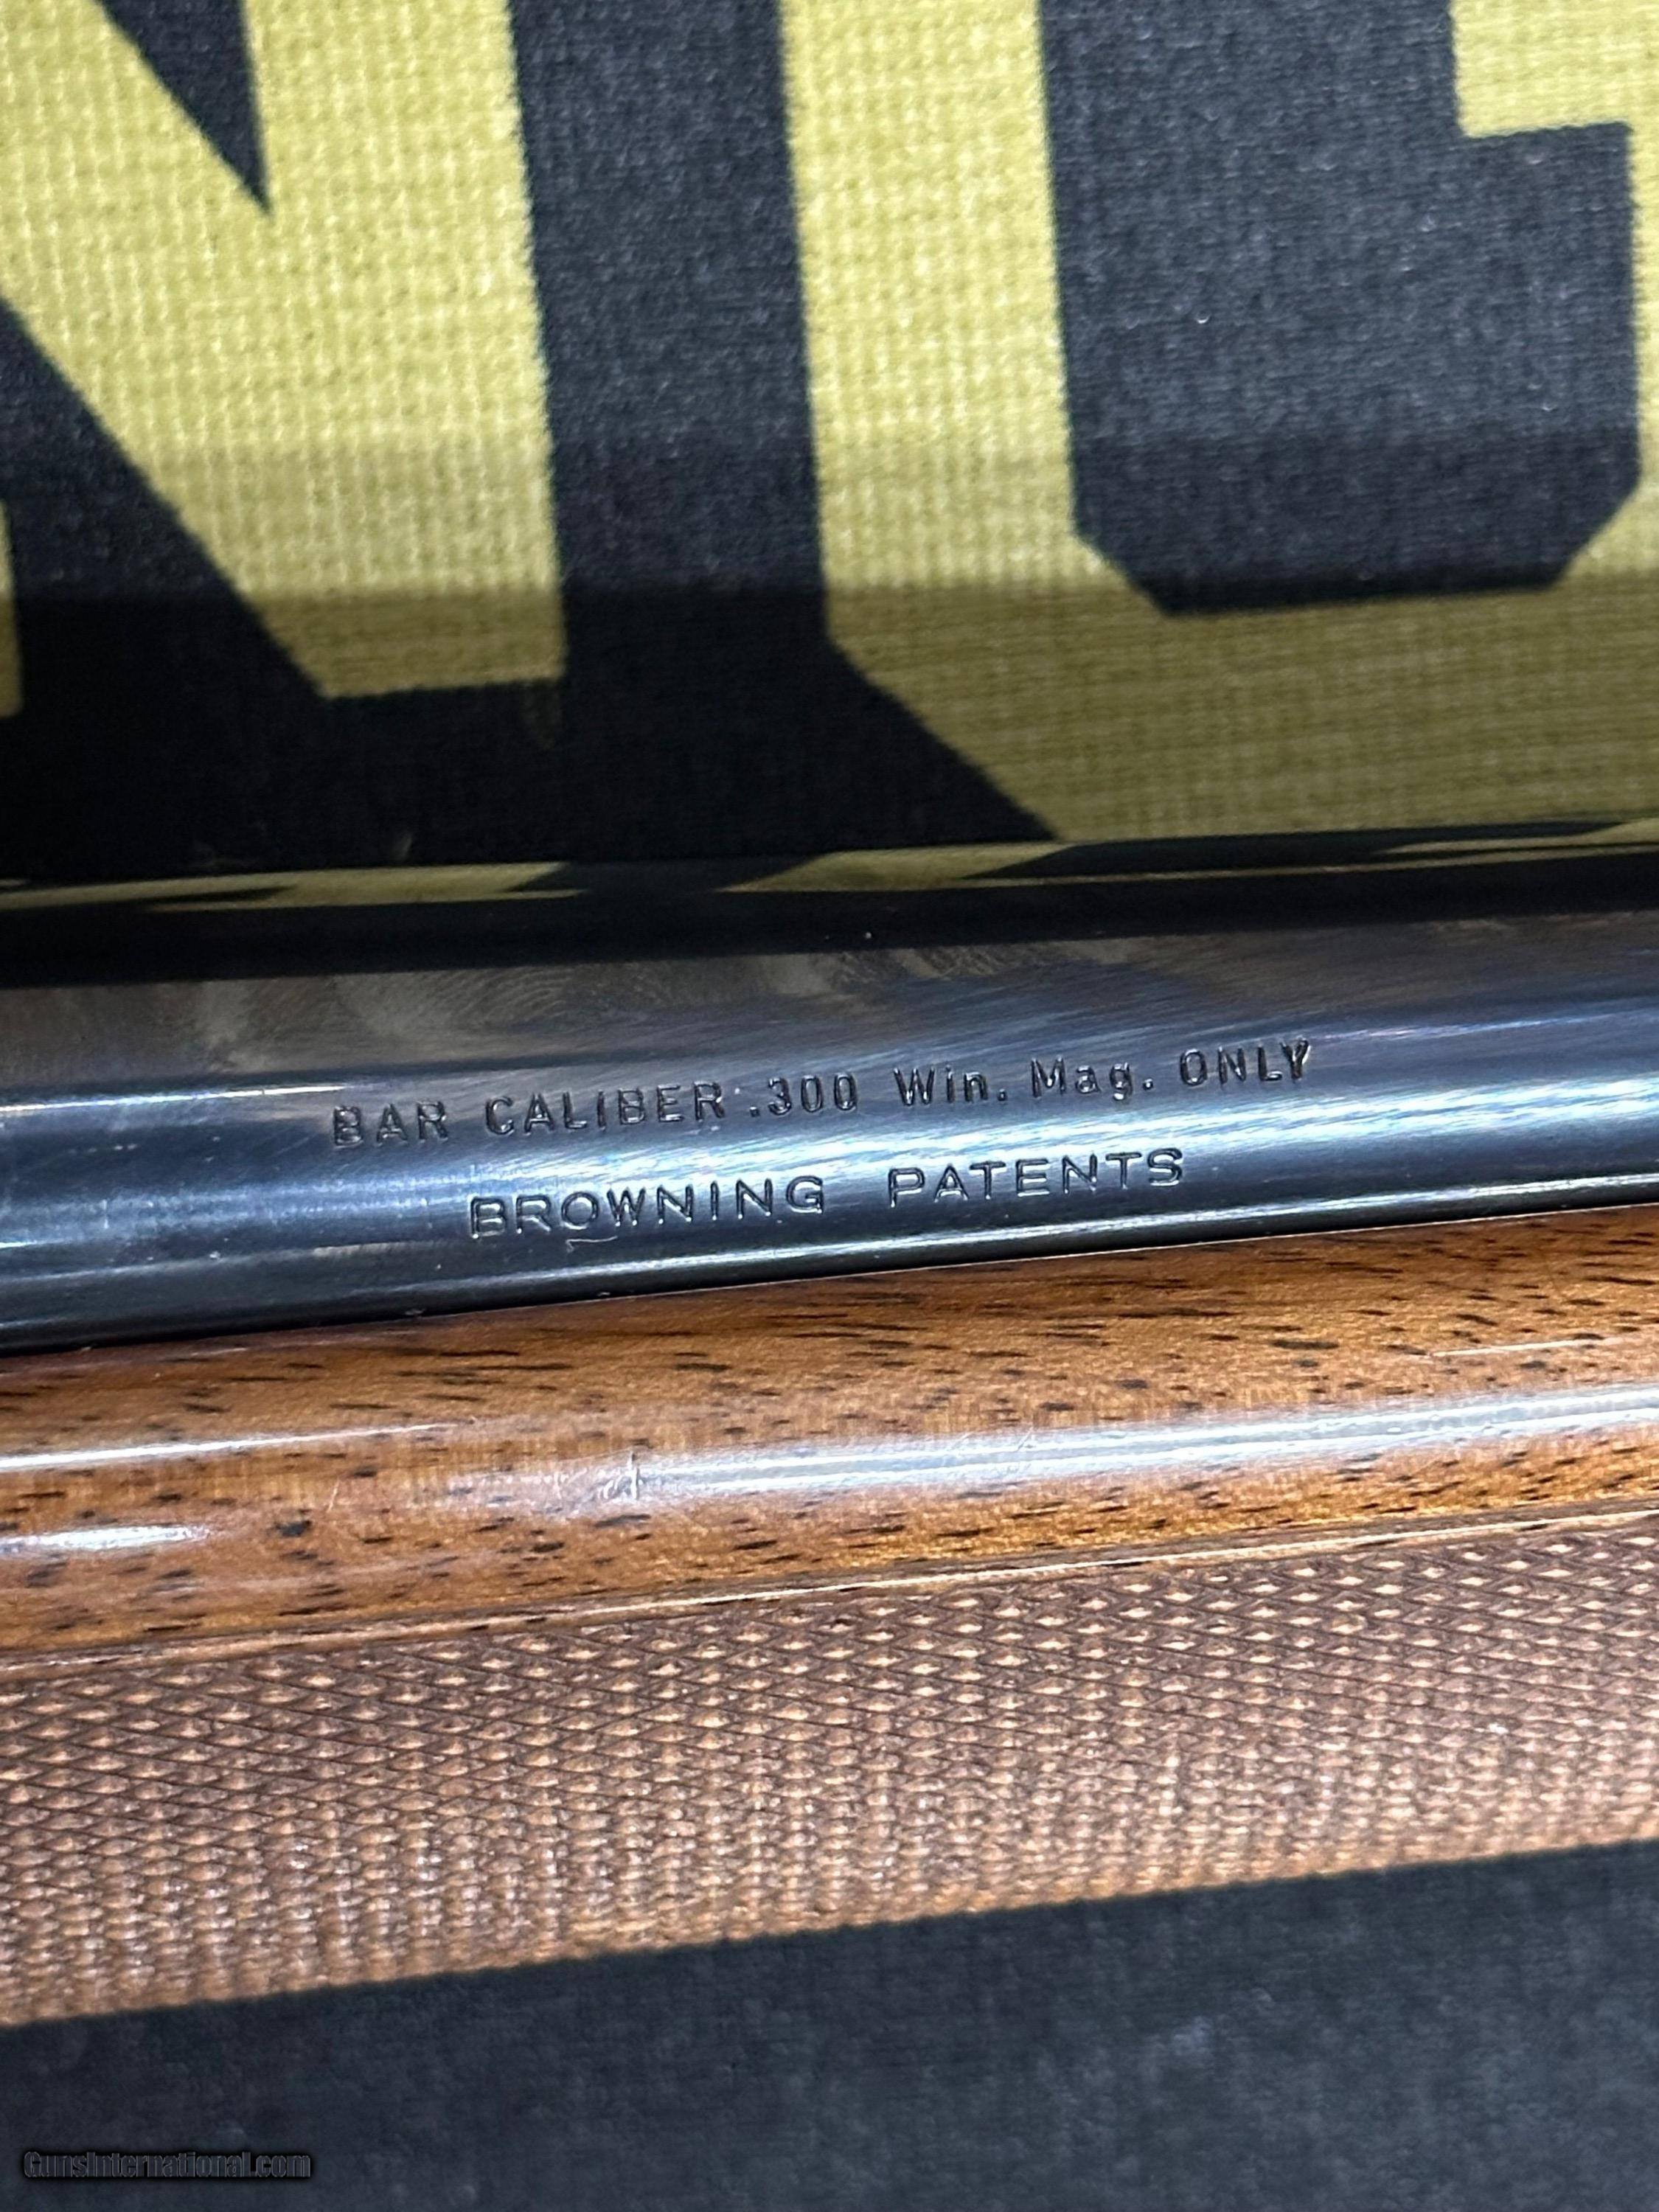 BAR CALIBER .300 Win. Mag. ONLY
BROWNING PATENTS
GunsInternational.com